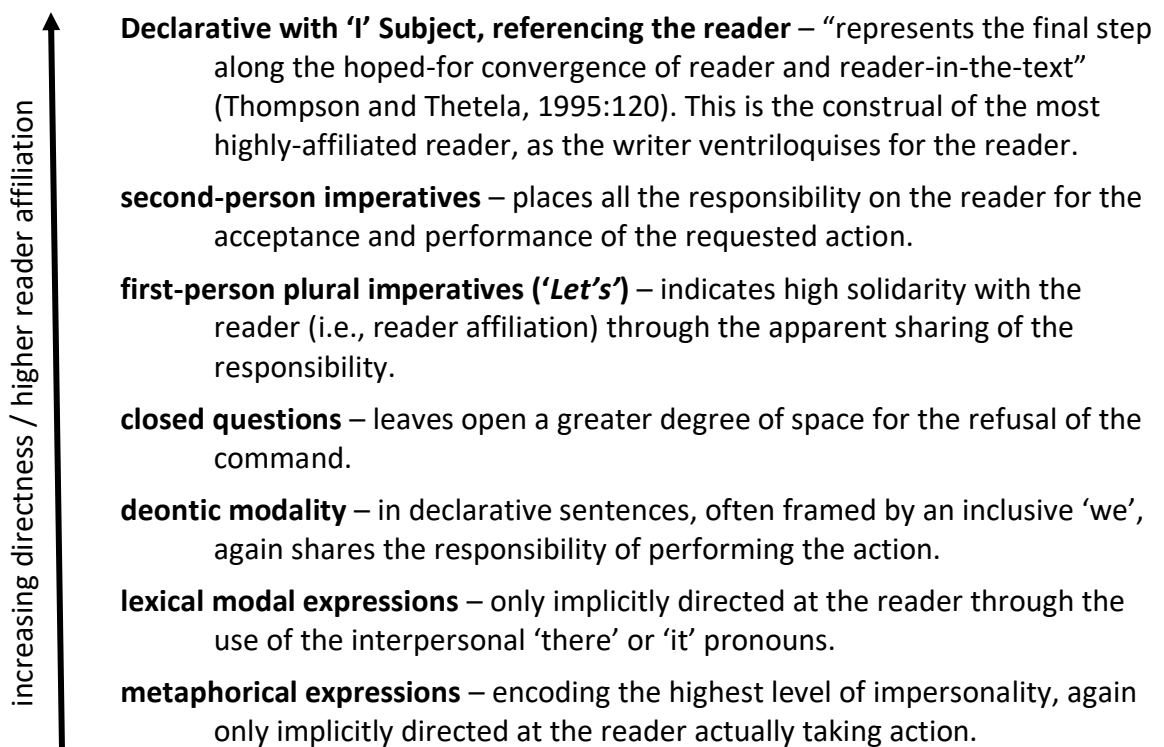 increasing directness / higher reader affiliation
Declarative with ‘I’ Subject, referencing the reader – “represents the final step
along the hoped-for convergence of reader and reader-in-the-text”
(Thompson and Thetela, 1995:120). This is the construal of the most
highly-affiliated reader, as the writer ventriloquises for the reader.
second-person imperatives – places all the responsibility on the reader for the
acceptance and performance of the requested action.
first-person plural imperatives (‘Let’s’) – indicates high solidarity with the
reader (i.e., reader affiliation) through the apparent sharing of the
responsibility.
closed questions – leaves open a greater degree of space for the refusal of the
command.
deontic modality – in declarative sentences, often framed by an inclusive ‘we’,
again shares the responsibility of performing the action.
lexical modal expressions – only implicitly directed at the reader through the
use of the interpersonal ‘there’ or ‘it’ pronouns.
metaphorical expressions – encoding the highest level of impersonality, again
only implicitly directed at the reader actually taking action.